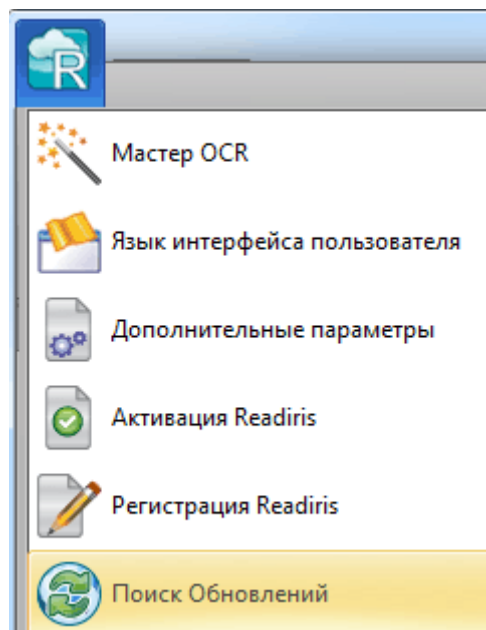 R
Мастер OCR
Язык интерфейса пользователя
Дополнительные параметры
Активация Readiris
Регистрация Readiris
Поиск Обновлений